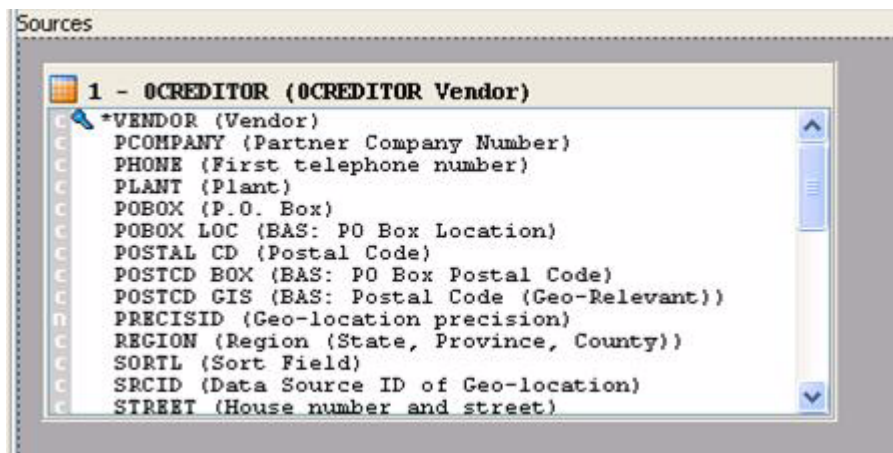 Sources
1 - 0CREDITOR (0CREDITOR Vendor)
c *VENDOR (Vendor)
c PCOMPANY (Partner Company Number)
c PHONE (First telephone number)
c PLANT (Plant)
c POBOX (P.O. Box)
c POBOX LOC (BAS: PO Box Location)
c POSTAL CD (Postal Code)
c POSTCD BOX (BAS: PO Box Postal Code)
c POSTCD GIS (BAS: Postal Code (Geo-Relevant))
n PRECISID (Geo-location precision)
c REGION (Region (State, Province, County))
c SORTL (Sort Field)
c SRCID (Data Source ID of Geo-location)
c STREET (House number and street)